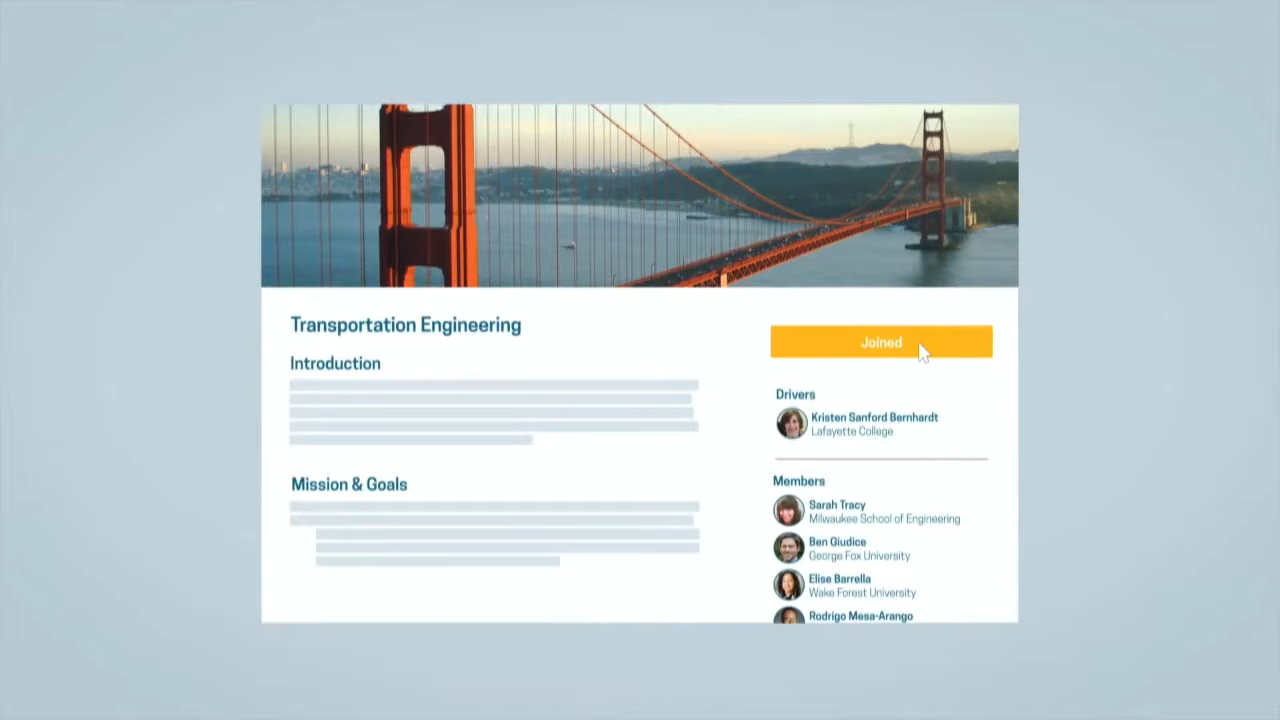 Transportation Engineering
Introduction
Mission & Goals
Joined
Drivers
Kristen Sanford Bernhardt
Lafayette College
Members
Sarah Tracy
Milwaukee School of Engineering
Ben Giudice
George Fox University
Elise Barrella
Wake Forest University
Rodrigo Mesa-Arango